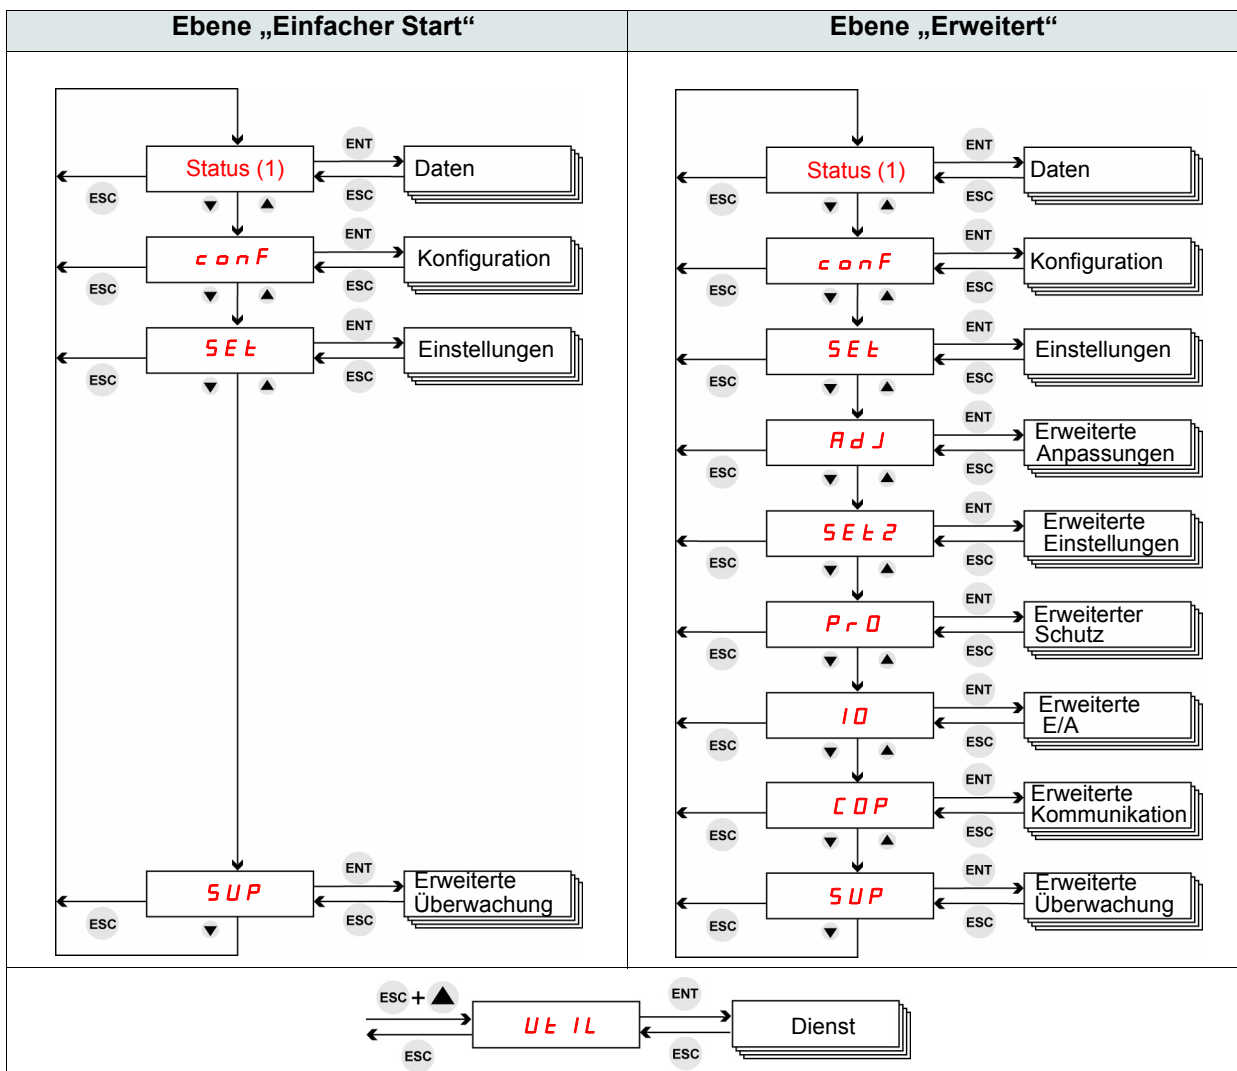 Ebene „Einfacher Start“
Ebene „Erweitert“
Status (1)
ENT
ESC
ESC
Daten
conF
ENT
ESC
ESC
Konfiguration
SEt
ENT
ESC
ESC
Einstellungen
SUP
ENT
ESC
ESC
Erweiterte
Überwachung
Status (1)
ENT
ESC
ESC
Daten
conF
ENT
ESC
ESC
Konfiguration
SEt
ENT
ESC
ESC
Einstellungen
AdJ
ENT
ESC
ESC
Erweiterte
Anpassungen
SEt2
ENT
ESC
ESC
Erweiterte
Einstellungen
PrO
ENT
ESC
ESC
Erweiterter
Schutz
IO
ENT
ESC
ESC
Erweiterte
E/A
COP
ENT
ESC
ESC
Erweiterte
Kommunikation
SUP
ENT
ESC
ESC
Erweiterte
Überwachung
ESC +
ESC
UtIL
ENT
ESC
Dienst